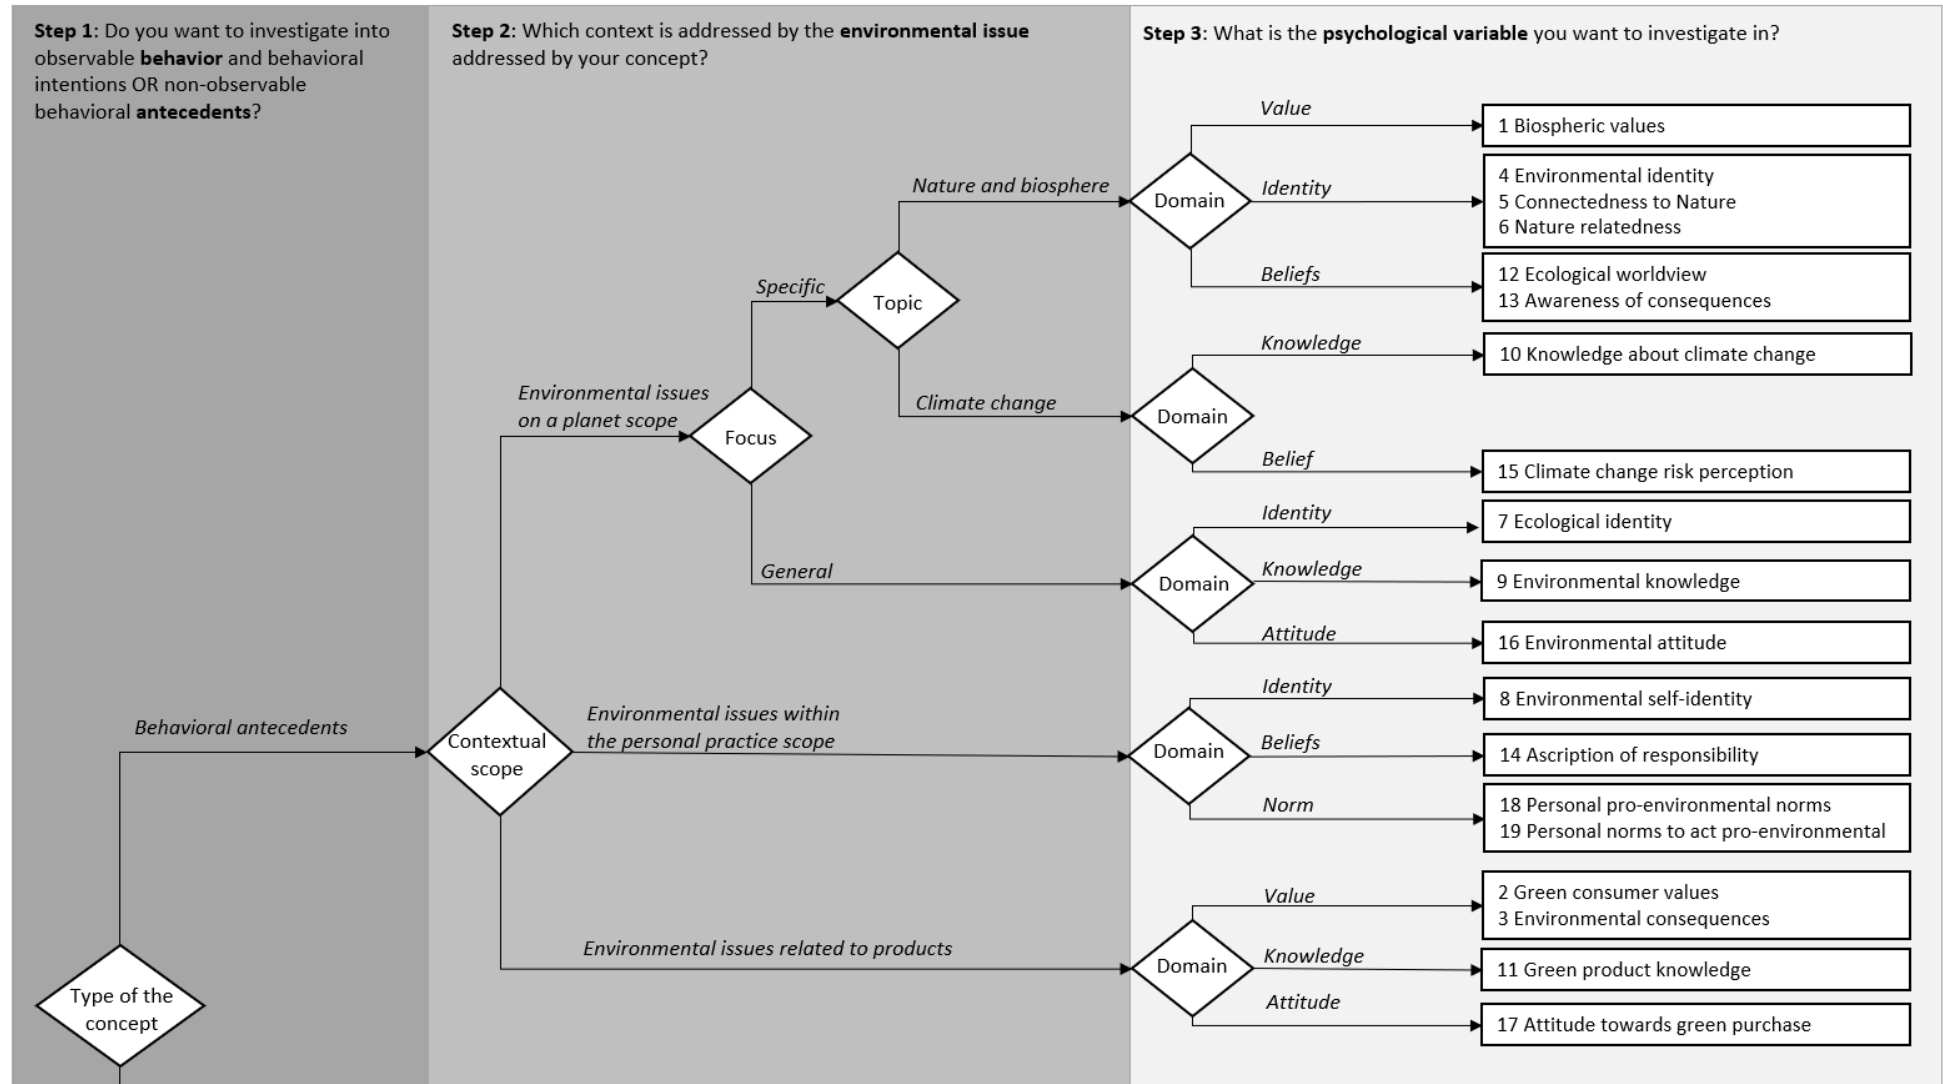 Step 1: Do you want to investigate into
observable behavior and behavioral
intentions OR non-observable
behavioral antecedents?
Step 2: Which context is addressed by the environmental issue
addressed by your concept?
Step 3: What is the psychological variable you want to investigate in?
Value
1 Biospheric values
Nature and biosphere
Domain
Identity
4 Environmental identity
5 Connectedness to Nature
6 Nature relatedness
Beliefs
12 Ecological worldview
13 Awareness of consequences
Specific
Topic
Knowledge
10 Knowledge about climate change
Environmental issues
on a planet scope
Focus
Climate change
Domain
Belief
15 Climate change risk perception
Identity
7 Ecological identity
General
Domain
Knowledge
9 Environmental knowledge
Attitude
16 Environmental attitude
Identity
8 Environmental self-identity
Behavioral antecedents
Contextual
scope
Environmental issues within
the personal practice scope
Domain
Beliefs
14 Ascription of responsibility
Norm
18 Personal pro-environmental norms
19 Personal norms to act pro-environmental
Value
2 Green consumer values
3 Environmental consequences
Environmental issues related to products
Domain
Knowledge
11 Green product knowledge
Attitude
17 Attitude towards green purchase
Type of the
concept